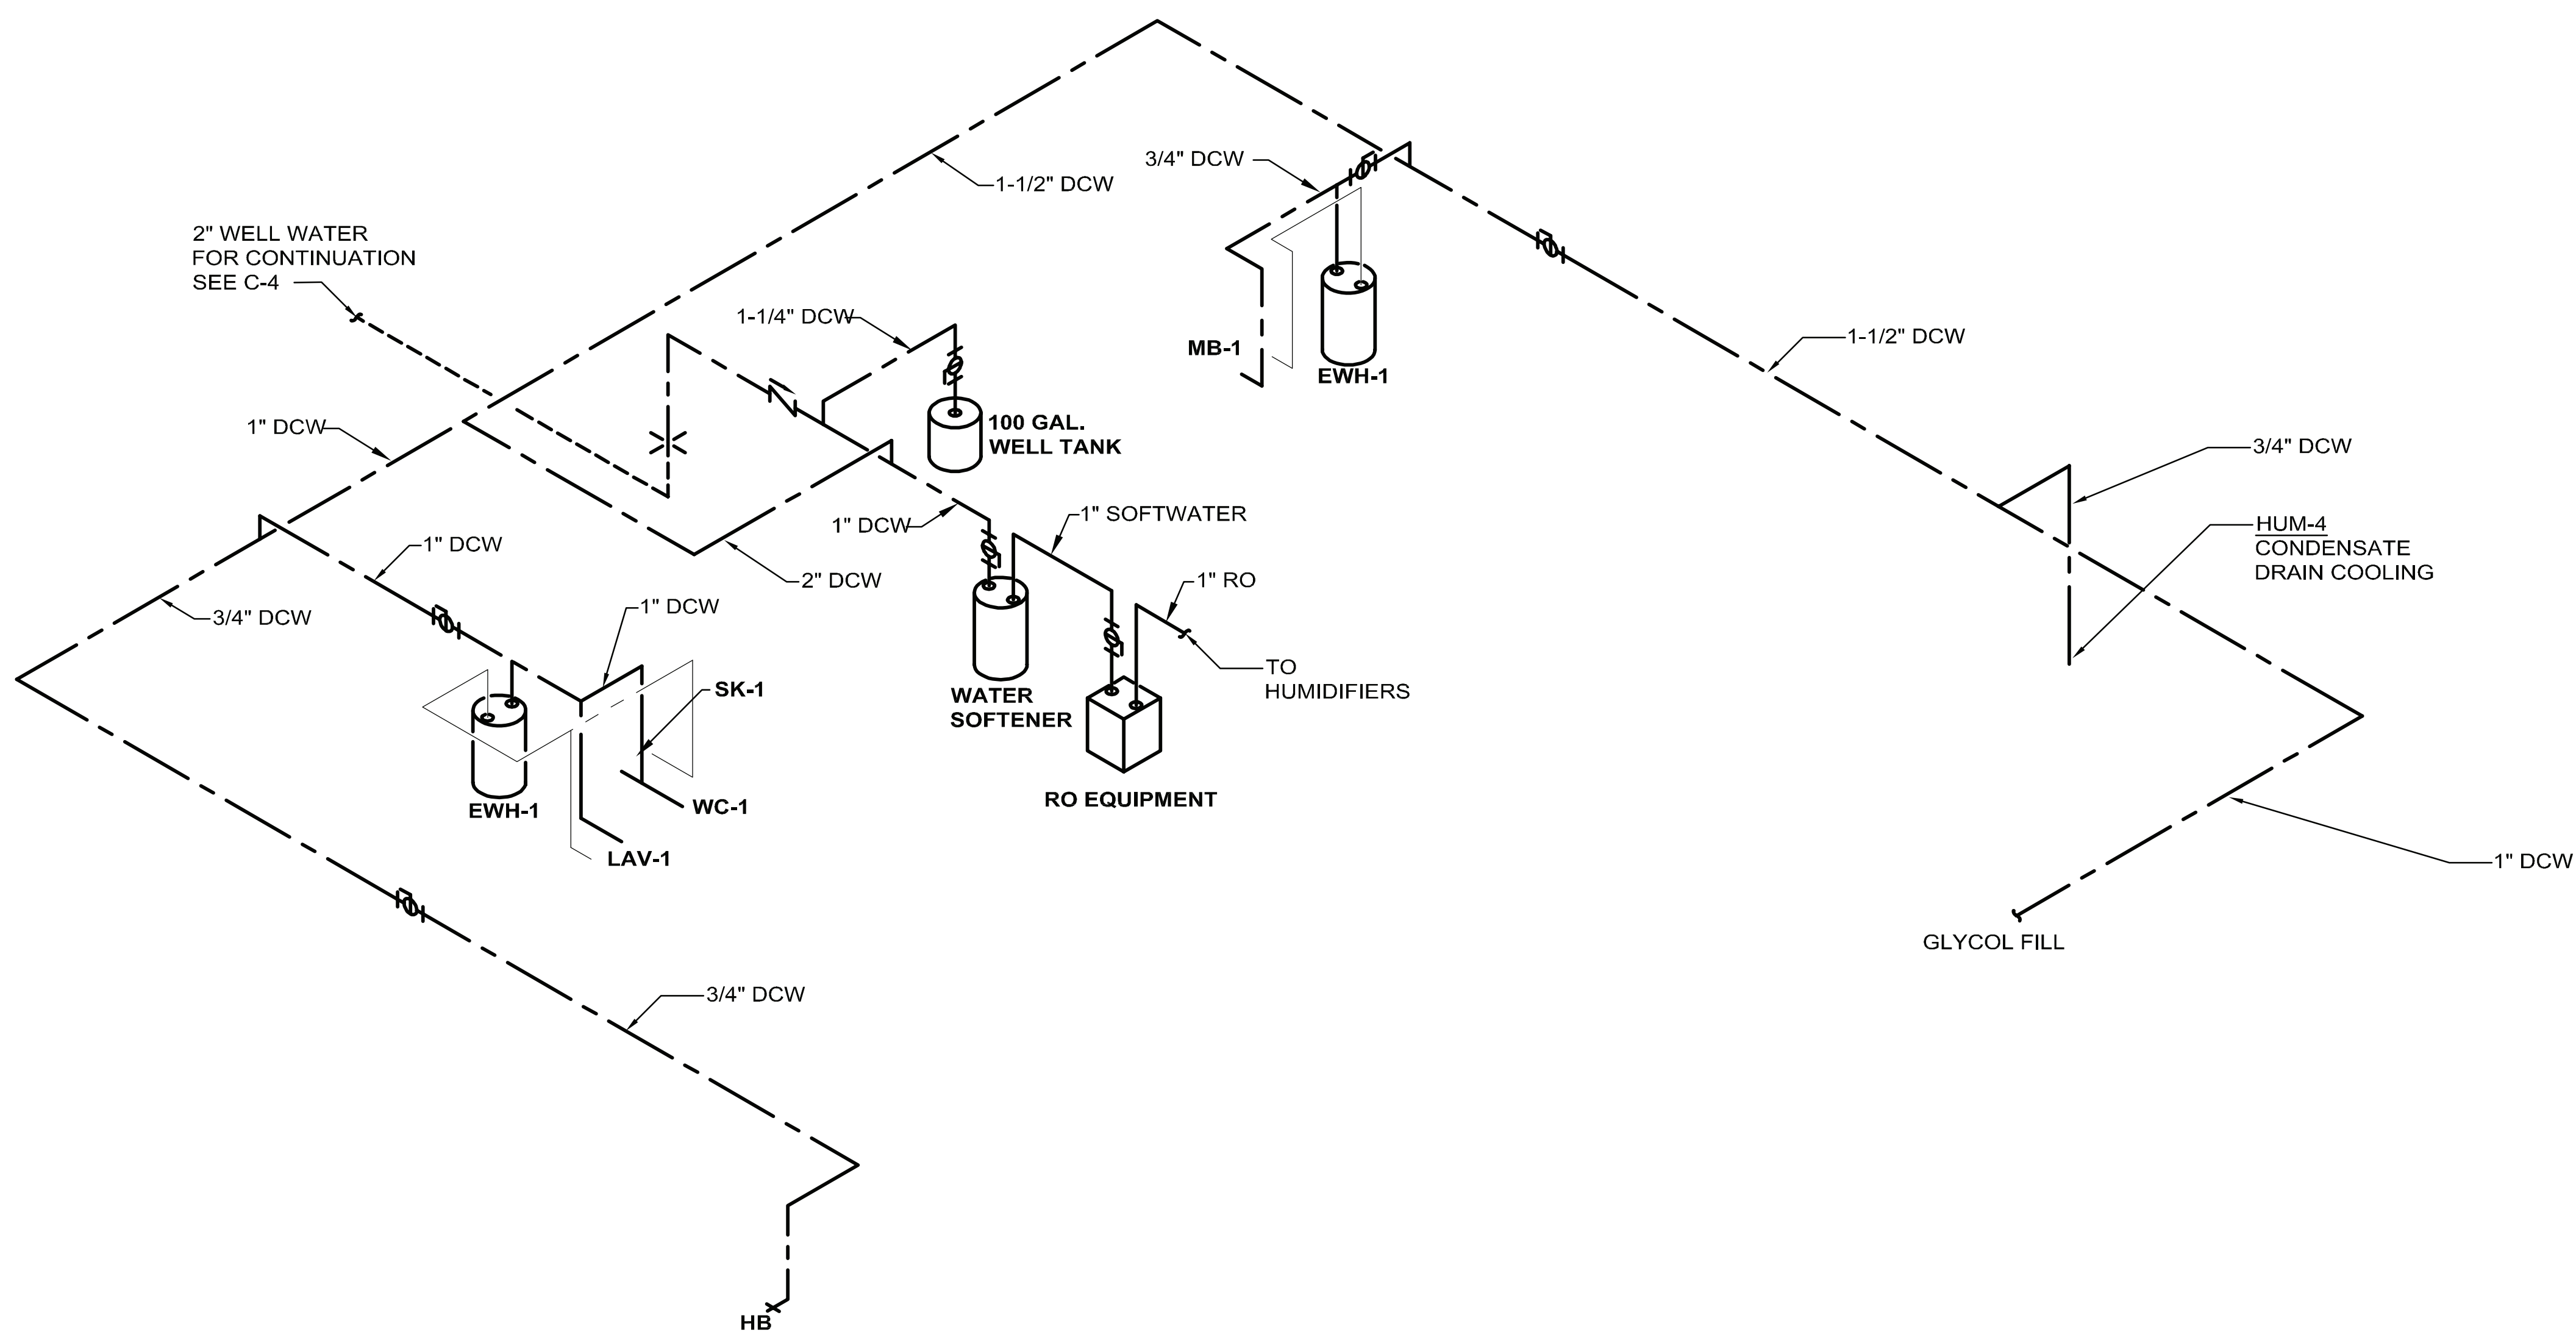 3/4" DCW
1-1/2" DCW
2" WELL WATER
FOR CONTINUATION
SEE C-4
1-1/4" DCW
MB-1
EWH-1
1-1/2" DCW
1" DCW
100 GAL.
WELL TANK
3/4" DCW
1" DCW
1" SOFTWATER
HUM-4
CONDENSATE
DRAIN COOLING
1" DCW
2" DCW
1" RO
3/4" DCW
1" DCW
TO
HUMIDIFIERS
SK-1
WATER
SOFTENER
RO EQUIPMENT
EWH-1
WC-1
LAV-1
1" DCW
GLYCOL FILL
3/4" DCW
HB